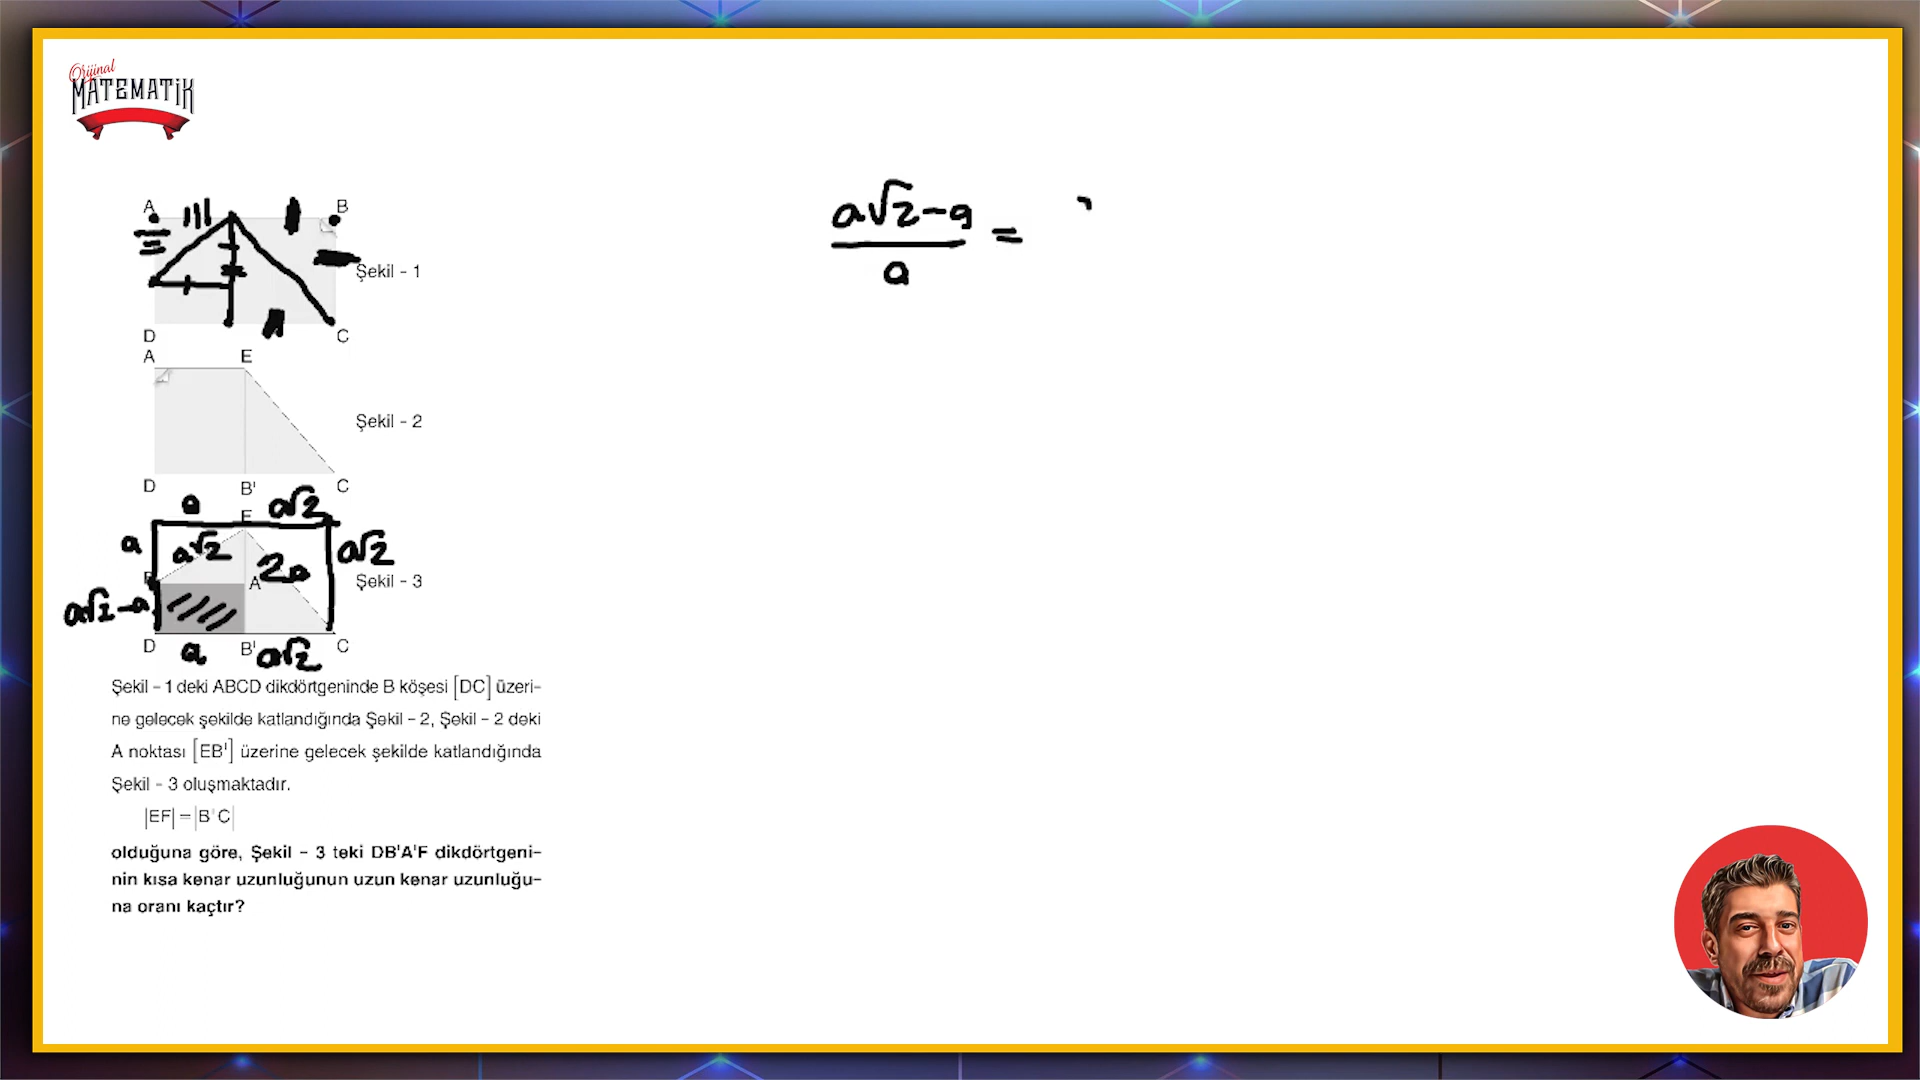 Orijinal
MATEMATİK
A B
Şekil - 1
D C
A E
Şekil - 2
D B' C
a a√2
E
a a√2 a√2
2a
A Şekil - 3
a√2-a
D B' C
a a√2
Şekil - 1 deki ABCD dikdörtgeninde B köşesi [DC] üzeri-
ne gelecek şekilde katlandığında Şekil - 2, Şekil - 2 deki
A noktası [EB'] üzerine gelecek şekilde katlandığında
Şekil - 3 oluşmaktadır.
|EF| = |B'C|
olduğuna göre, Şekil - 3 teki DB'A'F dikdörtgeni-
nin kısa kenar uzunluğunun uzun kenar uzunluğu-
na oranı kaçtır?
a√2-a
=
a